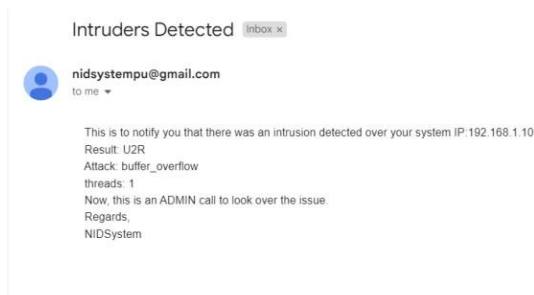 Intruders Detected Inbox ×
nidsystempu@gmail.com
to me
This is to notify you that there was an intrusion detected over your system IP:192.168.1.10
Result: U2R
Attack: buffer_overflow
threads: 1
Now, this is an ADMIN call to look over the issue.
Regards,
NIDSystem